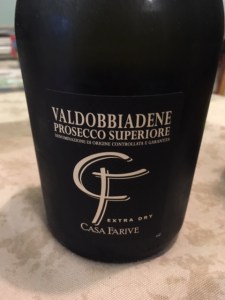 VALDOBBIADENE
PROSECCO SUPERIORE
DENOMINAZIONE DI ORIGINE CONTROLLATA E GARANTITA
CF
EXTRA DRY
CASA FARIVE